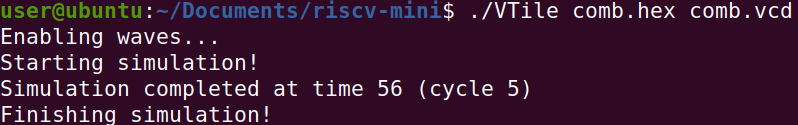 user@ubuntu:~/Documents/riscv-mini$ ./VTile comb.hex comb.vcd
Enabling waves...
Starting simulation!
Simulation completed at time 56 (cycle 5)
Finishing simulation!